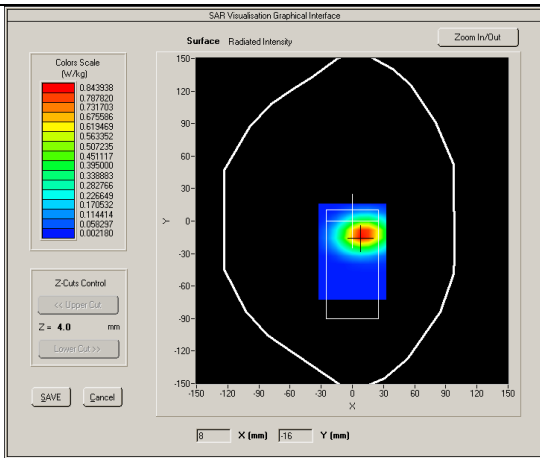 SAR Visualisation Graphical Interface
Surface Radiated Intensity
Zoom In/Out
Colors Scale
(W/kg)
0.843938
0.787820
0.731703
0.675586
0.619469
0.563352
0.507235
0.451117
0.395000
0.338883
0.282766
0.226649
0.170532
0.114414
0.058297
0.002180
Z-Cuts Control
<< Upper Cut
Z = 4.0 mm
Lower Cut >>
SAVE Cancel
150-
120-
90-
60-
30-
0-
-30-
-60-
-90-
-120-
-150-
Y
-150 -120 -90 -60 -30 0 30 60 90 120 150
X
8 X (mm) -16 Y (mm)